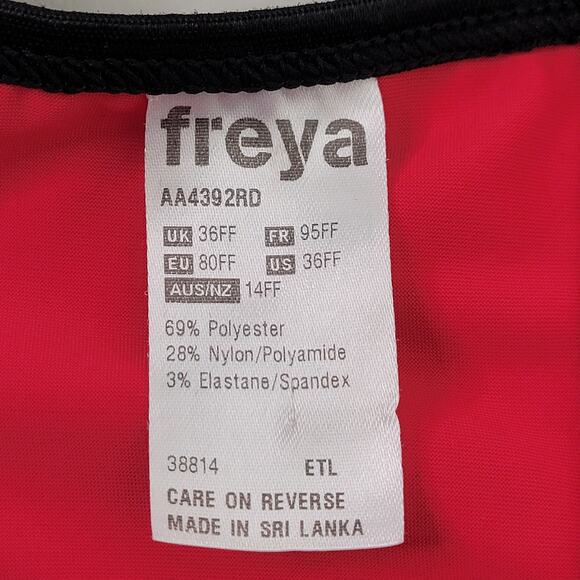 freya
AA4392RD
UK 36FF FR 95FF
EU 80FF US 36FF
AUS/NZ 14FF
69% Polyester
28% Nylon/Polyamide
3% Elastane/Spandex
38814 ETL
CARE ON REVERSE
MADE IN SRI LANKA